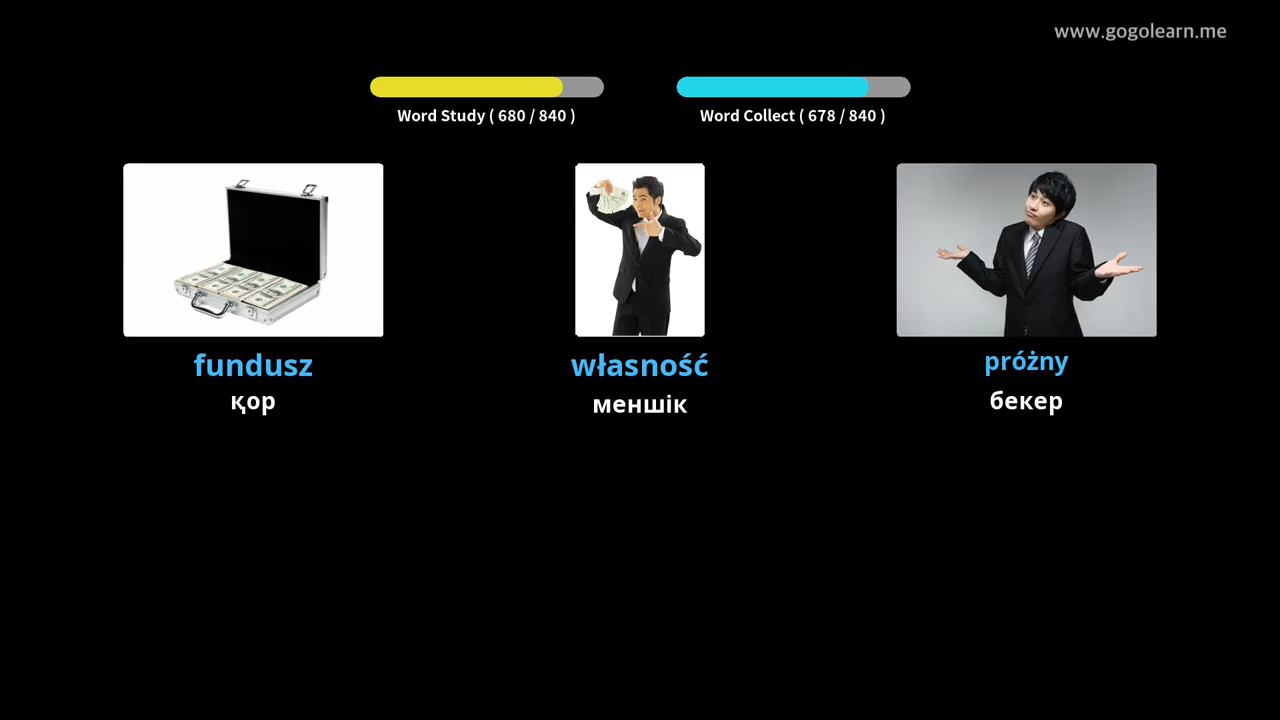 www.gogolearn.me
Word Study ( 680 / 840 )
Word Collect ( 678 / 840 )
fundusz
własność
próżny
қор
меншік
бекер